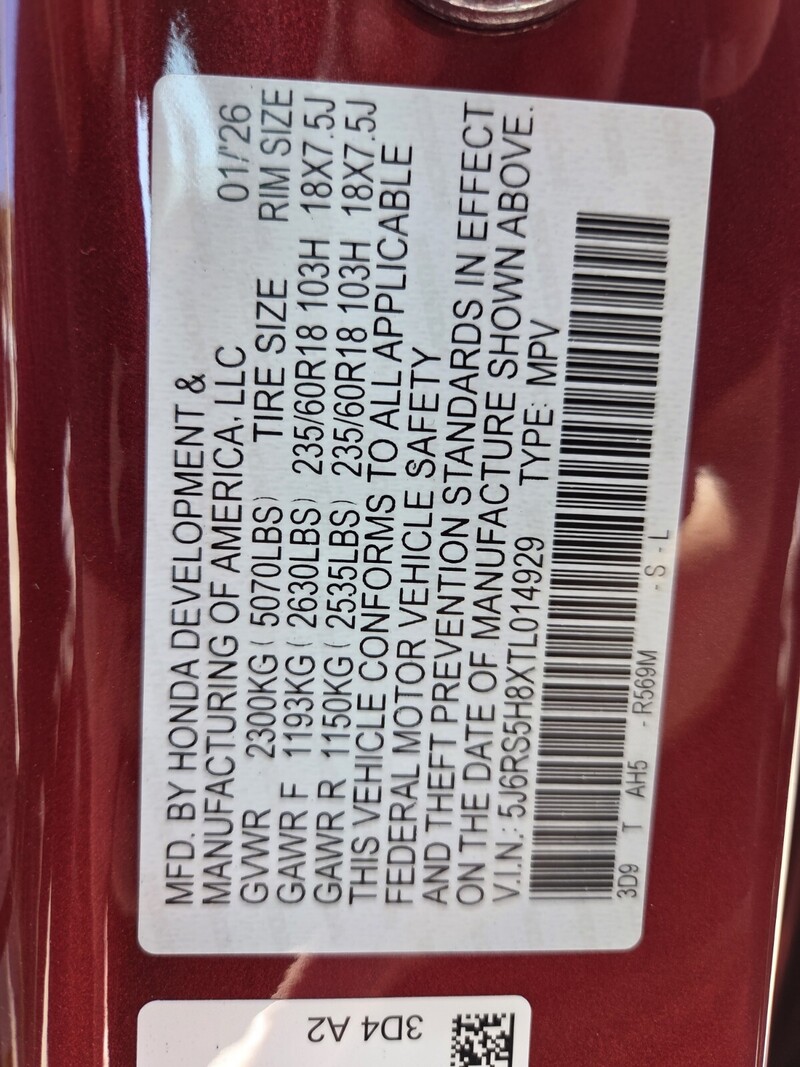 MFD. BY HONDA DEVELOPMENT &
MANUFACTURING OF AMERICA, LLC 01/'26
GVWR 2300KG ( 5070LBS) TIRE SIZE RIM SIZE
GAWR F 1193KG ( 2630LBS) 235/60R18 103H 18X7.5J
GAWR R 1150KG ( 2535LBS) 235/60R18 103H 18X7.5J
THIS VEHICLE CONFORMS TO ALL APPLICABLE
FEDERAL MOTOR VEHICLE SAFETY
AND THEFT PREVENTION STANDARDS IN EFFECT
ON THE DATE OF MANUFACTURE SHOWN ABOVE.
V.I.N.: 5J6RS5H8XTL014929 TYPE: MPV
3D9 T AH5 - R569M - S - L
3D4 A2